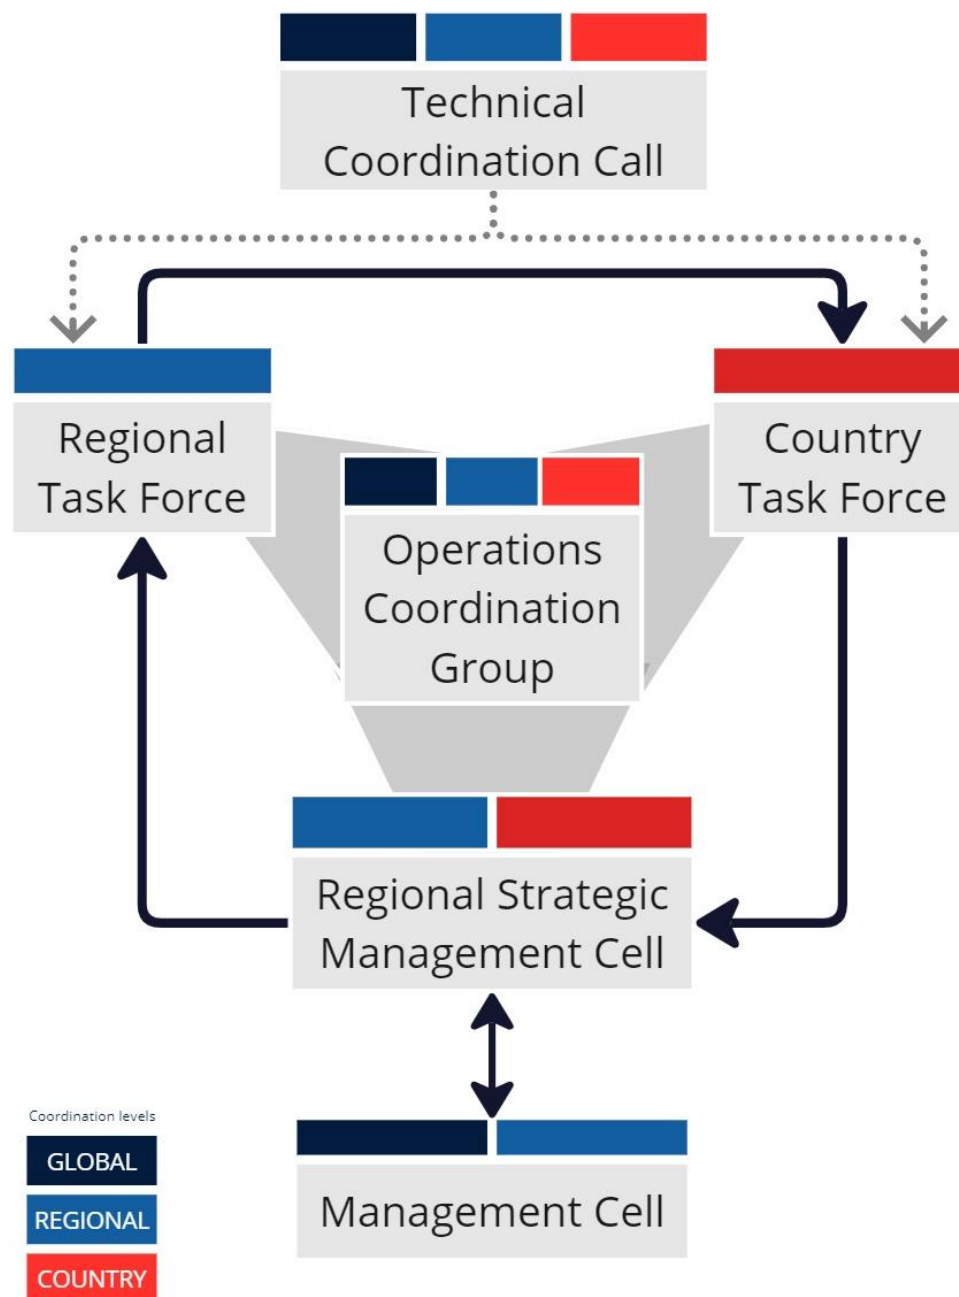 Technical
Coordination Call
Regional
Task Force
Country
Task Force
Operations
Coordination
Group
Regional Strategic
Management Cell
Management Cell
Coordination levels
GLOBAL
REGIONAL
COUNTRY